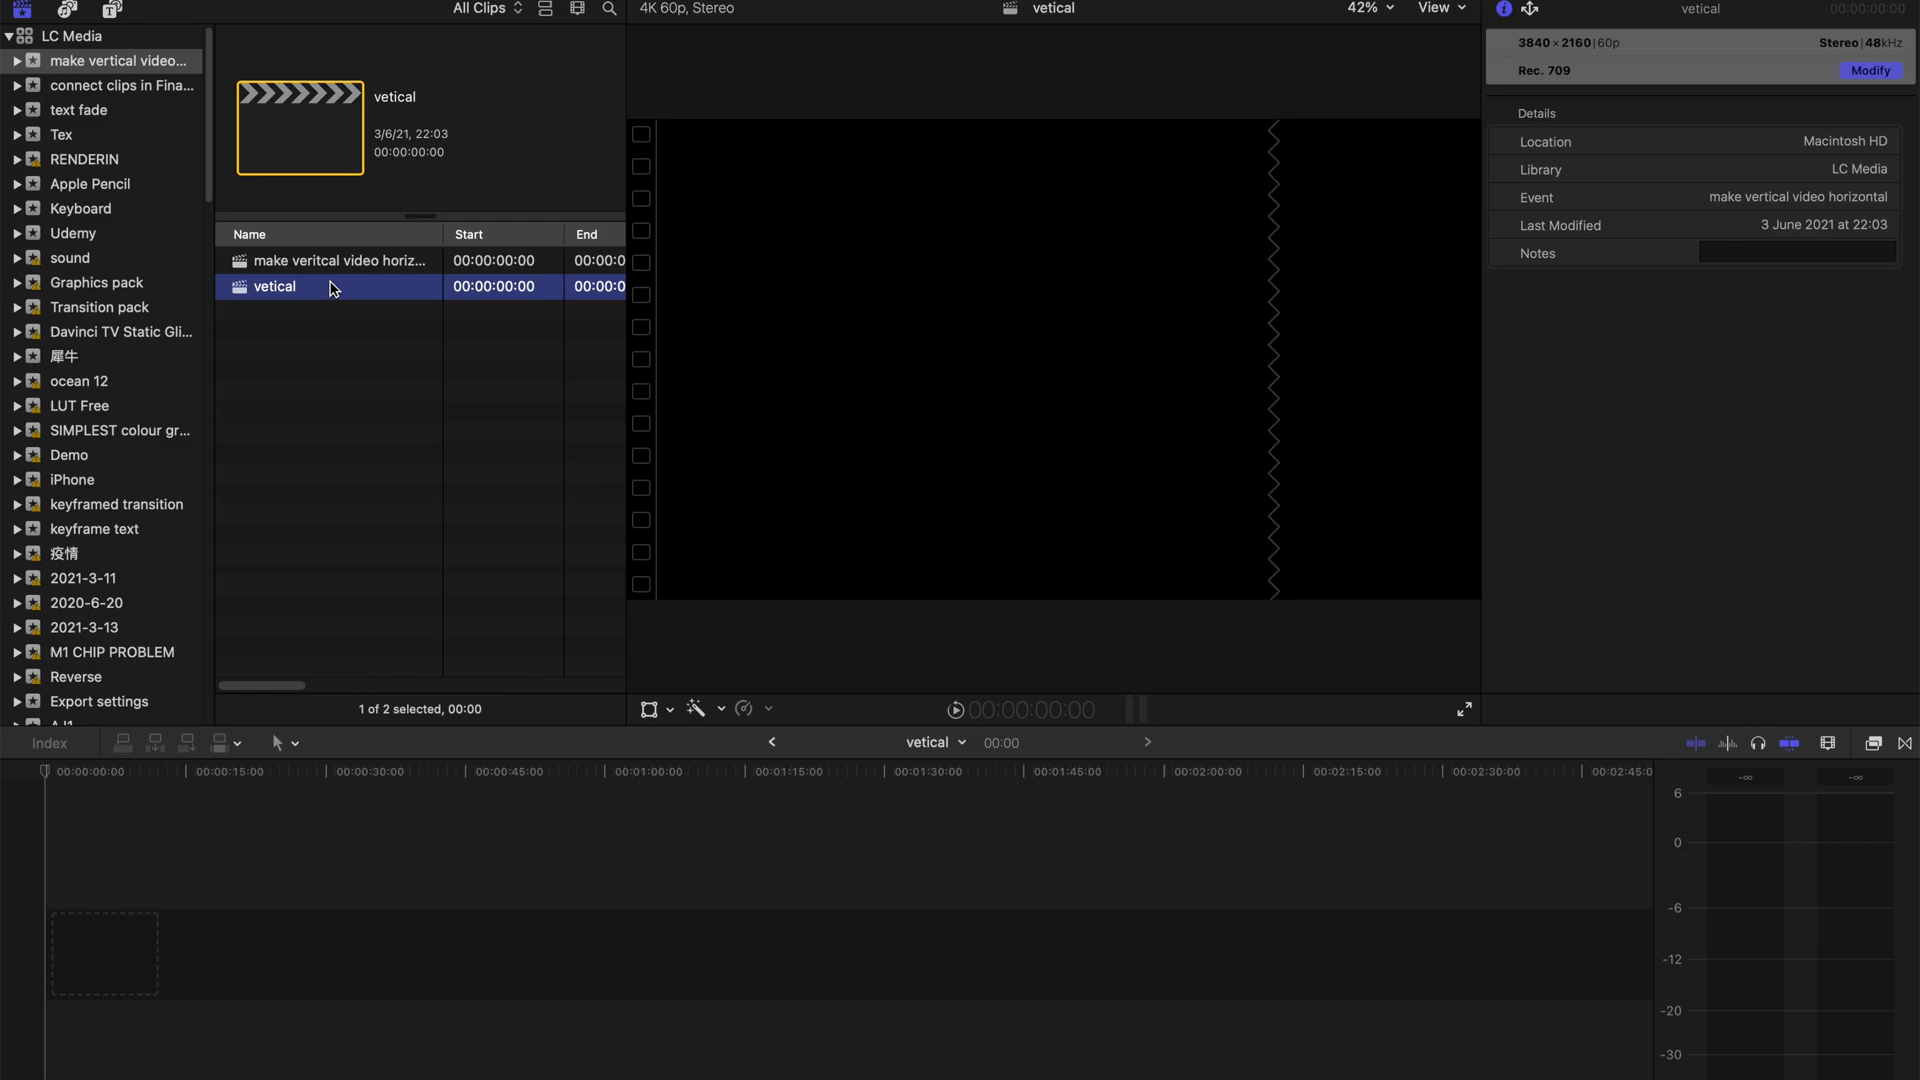 All Clips
4K 60p, Stereo
vetical
42%
View
vetical
00:00:00:00
LC Media
make vertical video...
connect clips in Fina...
text fade
Tex
RENDERIN
Apple Pencil
Keyboard
Udemy
sound
Graphics pack
Transition pack
Davinci TV Static Gli...
犀牛
ocean 12
LUT Free
SIMPLEST colour gr...
Demo
iPhone
keyframed transition
keyframe text
疫情
2021-3-11
2020-6-20
2021-3-13
M1 CHIP PROBLEM
Reverse
Export settings
vetical
3/6/21, 22:03
00:00:00:00
Name Start End
make veritcal video horiz... 00:00:00:00 00:00:0
vetical 00:00:00:00 00:00:0
1 of 2 selected, 00:00
00:00:00:00
3840 × 2160 | 60p Stereo | 48kHz
Rec. 709 Modify
Details
Location Macintosh HD
Library LC Media
Event make vertical video horizontal
Last Modified 3 June 2021 at 22:03
Notes
Index
vetical 00:00
00:00:00:00 00:00:15:00 00:00:30:00 00:00:45:00 00:01:00:00 00:01:15:00 00:01:30:00 00:01:45:00 00:02:00:00 00:02:15:00 00:02:30:00 00:02:45:0
-∞ -∞
6
0
-6
-12
-20
-30